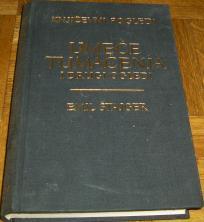 KNJIŽEVNI POGLEDI
UMEĆE
TUMAČENJA
I DRUGI OGLEDI
EMIL ŠTAJGER